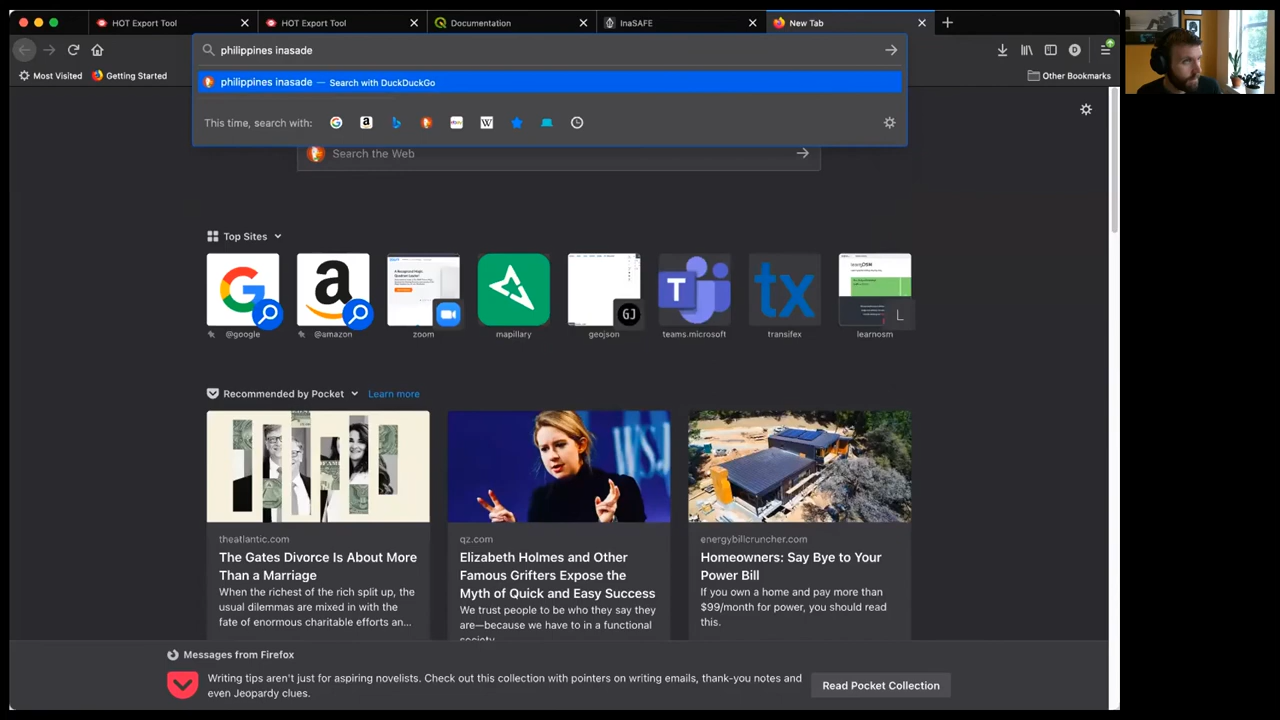 HOT Export Tool
HOT Export Tool
Documentation
InaSAFE
New Tab
philippines inasade
philippines inasade — Search with DuckDuckGo
Most Visited
Getting Started
Other Bookmarks
This time, search with:
Search the Web
Top Sites
@google
@amazon
zoom
mapillary
geojson
teams.microsoft
transifex
learnosm
Recommended by Pocket
Learn more
theatlantic.com
The Gates Divorce Is About More
Than a Marriage
When the richest of the rich split up, the
usual dilemmas are mixed in with the
fate of enormous charitable efforts an...
qz.com
Elizabeth Holmes and Other
Famous Grifters Expose the
Myth of Quick and Easy Success
We trust people to be who they say they
are—because we have to in a functional
society.
energybillcruncher.com
Homeowners: Say Bye to Your
Power Bill
If you own a home and pay more than
$99/month for power, you should read
this.
Messages from Firefox
Writing tips aren't just for aspiring novelists. Check out this collection with pointers on writing emails, thank-you notes and
even Jeopardy clues.
Read Pocket Collection